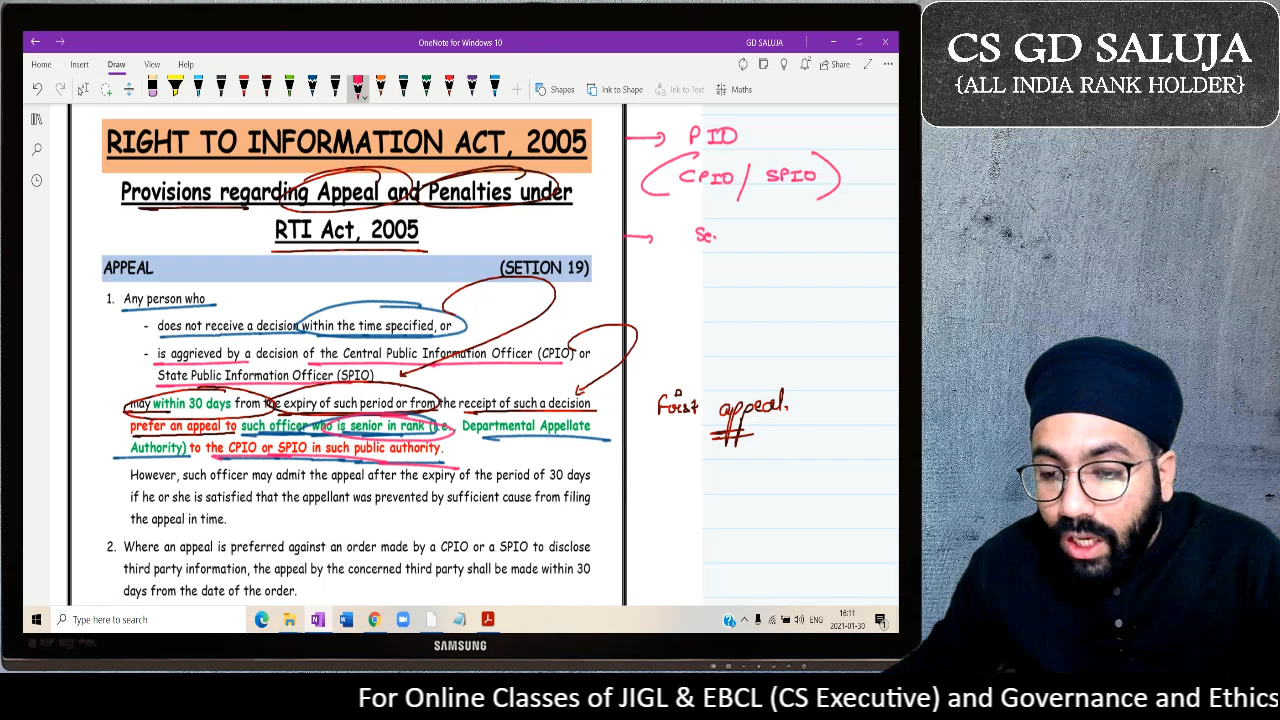 OneNote for Windows 10
GD SALUJA
Home Insert Draw View Help
Share
Shapes Ink to Shape Ink to Text Maths
CS GD SALUJA
{ALL INDIA RANK HOLDER}
RIGHT TO INFORMATION ACT, 2005
Provisions regarding Appeal and Penalties under
RTI Act, 2005
PIO
(CPIO / SPIO)
Se
APPEAL (SETION 19)
1. Any person who
- does not receive a decision within the time specified, or
- is aggrieved by a decision of the Central Public Information Officer (CPIO) or
State Public Information Officer (SPIO)
may within 30 days from the expiry of such period or from the receipt of such a decision
prefer an appeal to such officer who is senior in rank (i.e. Departmental Appellate
Authority) to the CPIO or SPIO in such public authority.
First appeal.
However, such officer may admit the appeal after the expiry of the period of 30 days
if he or she is satisfied that the appellant was prevented by sufficient cause from filing
the appeal in time.
2. Where an appeal is preferred against an order made by a CPIO or a SPIO to disclose
third party information, the appeal by the concerned third party shall be made within 30
days from the date of the order.
Type here to search
ENG
16:11
2021-01-30
SAMSUNG
For Online Classes of JIGL & EBCL (CS Executive) and Governance and Ethics